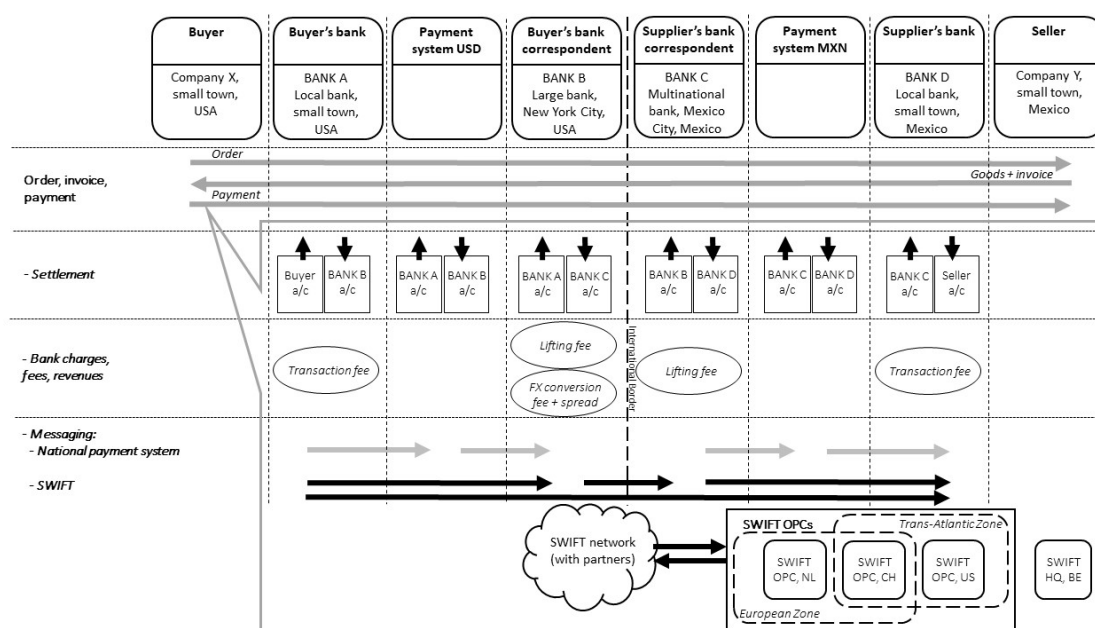 Buyer
Company X,
small town,
USA
Buyer's bank
BANK A
Local bank,
small town,
USA
Payment
system USD
Buyer's bank
correspondent
BANK B
Large bank,
New York City,
USA
Supplier's bank
correspondent
BANK C
Multinational
bank, Mexico
City, Mexico
Payment
system MXN
Supplier's bank
BANK D
Local bank,
small town,
Mexico
Seller
Company Y,
small town,
Mexico
Order, invoice,
payment
Order
Goods + invoice
Payment
- Settlement
Buyer
a/c
BANK B
a/c
BANK A
a/c
BANK B
a/c
BANK A
a/c
BANK C
a/c
BANK B
a/c
BANK D
a/c
BANK C
a/c
BANK D
a/c
BANK C
a/c
Seller
a/c
- Bank charges,
fees, revenues
Transaction fee
Lifting fee
FX conversion
fee + spread
International Border
Lifting fee
Transaction fee
- Messaging:
- National payment system
- SWIFT
SWIFT network
(with partners)
SWIFT OPCs
Trans-Atlantic Zone
SWIFT
OPC, NL
SWIFT
OPC, CH
SWIFT
OPC, US
European Zone
SWIFT
HQ, BE